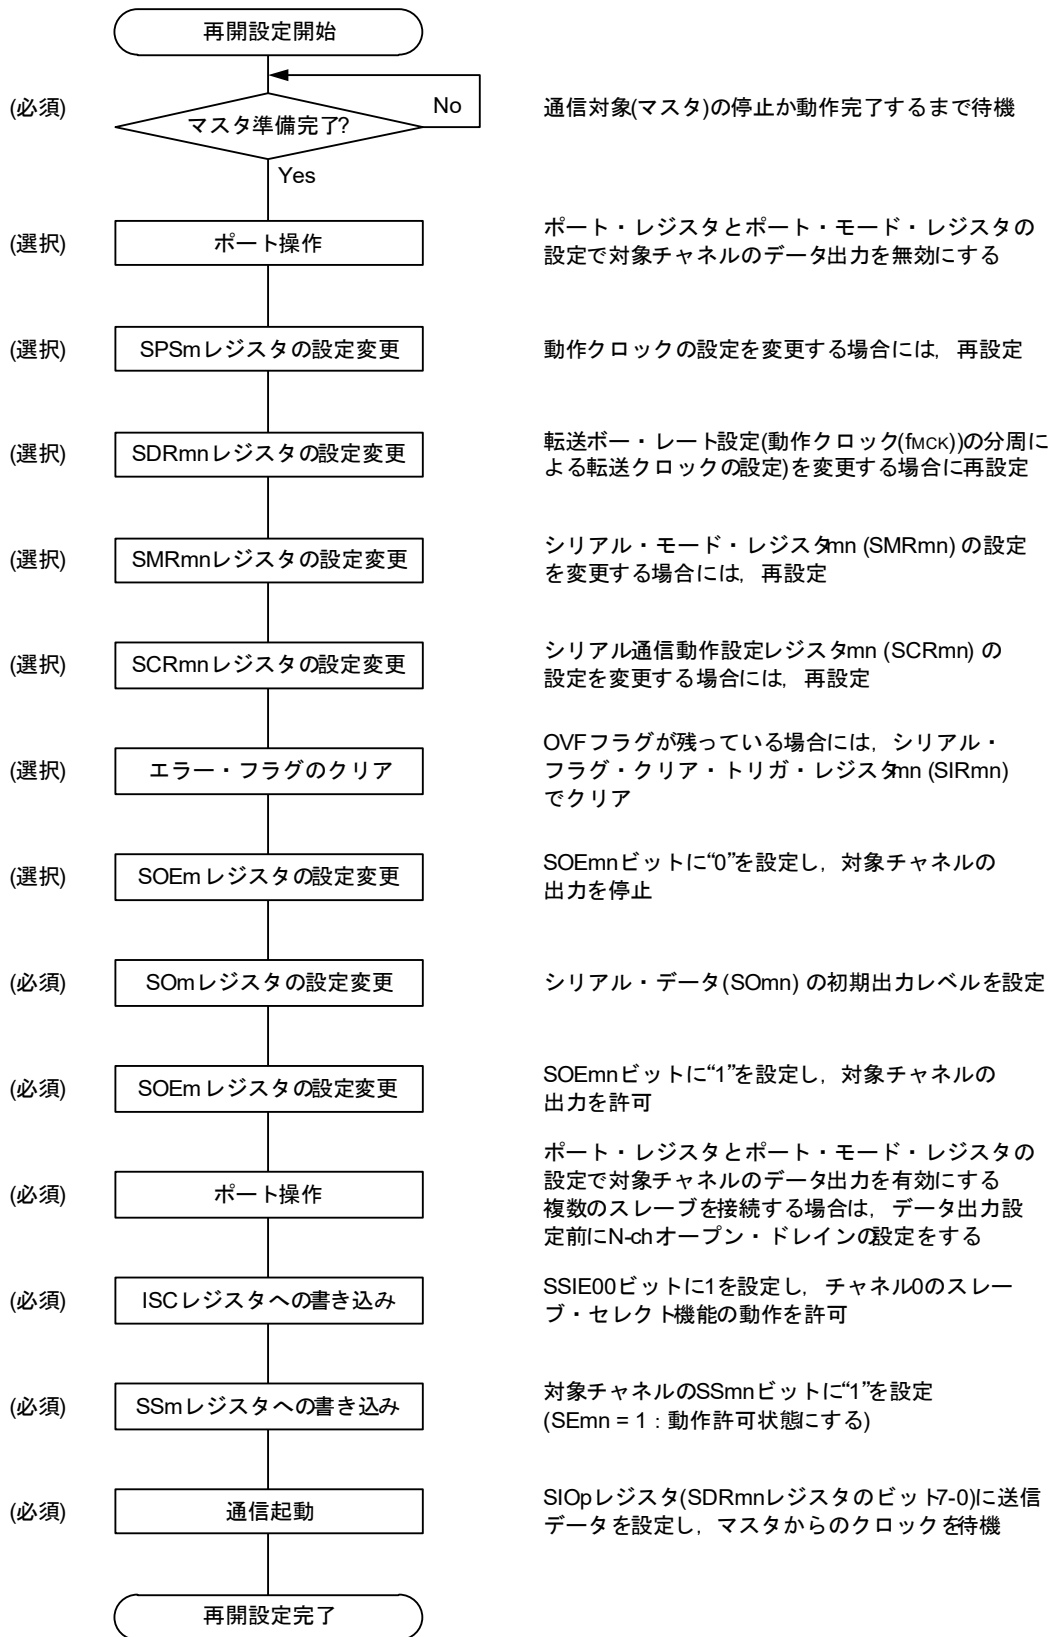 再開設定開始
No
(必須)
マスタ準備完了?
通信対象(マスタ)の停止か動作完了するまで待機
Yes
(選択)
ポート操作
ポート・レジスタとポート・モード・レジスタの
設定で対象チャネルのデータ出力を無効にする
(選択)
SPSmレジスタの設定変更
動作クロックの設定を変更する場合には，再設定
(選択)
SDRmnレジスタの設定変更
転送ボー・レート設定(動作クロック(fMCK))の分周に
よる転送クロックの設定)を変更する場合に再設定
(選択)
SMRmnレジスタの設定変更
シリアル・モード・レジスタmn (SMRmn) の設定
を変更する場合には，再設定
(選択)
SCRmnレジスタの設定変更
シリアル通信動作設定レジスタmn (SCRmn) の
設定を変更する場合には，再設定
(選択)
エラー・フラグのクリア
OVFフラグが残っている場合には，シリアル・
フラグ・クリア・トリガ・レジスタmn (SIRmn)
でクリア
(選択)
SOEmレジスタの設定変更
SOEmnビットに“0”を設定し，対象チャネルの
出力を停止
(必須)
SOmレジスタの設定変更
シリアル・データ(SOmn) の初期出力レベルを設定
(必須)
SOEmレジスタの設定変更
SOEmnビットに“1”を設定し，対象チャネルの
出力を許可
(必須)
ポート操作
ポート・レジスタとポート・モード・レジスタの
設定で対象チャネルのデータ出力を有効にする
複数のスレーブを接続する場合は，データ出力設
定前にN-chオープン・ドレインの設定をする
(必須)
ISCレジスタへの書き込み
SSIE00ビットに1を設定し，チャネル0のスレー
ブ・セレクト機能の動作を許可
(必須)
SSmレジスタへの書き込み
対象チャネルのSSmnビットに“1”を設定
(SEmn = 1：動作許可状態にする)
(必須)
通信起動
SIOpレジスタ(SDRmnレジスタのビット7-0)に送信
データを設定し，マスタからのクロックを待機
再開設定完了